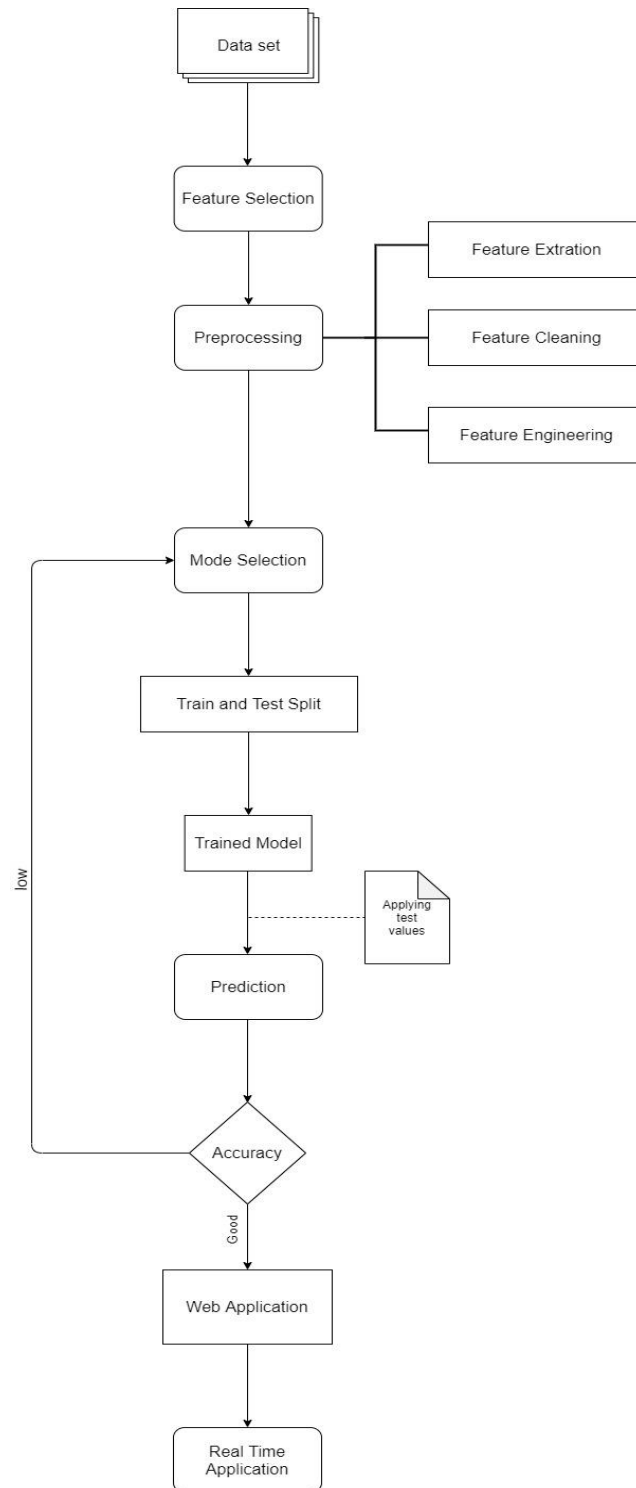 Data set
Feature Selection
Feature Extration
Preprocessing
Feature Cleaning
Feature Engineering
Mode Selection
Train and Test Split
Trained Model
low
Applying
test
values
Prediction
Accuracy
Good
Web Application
Real Time
Application